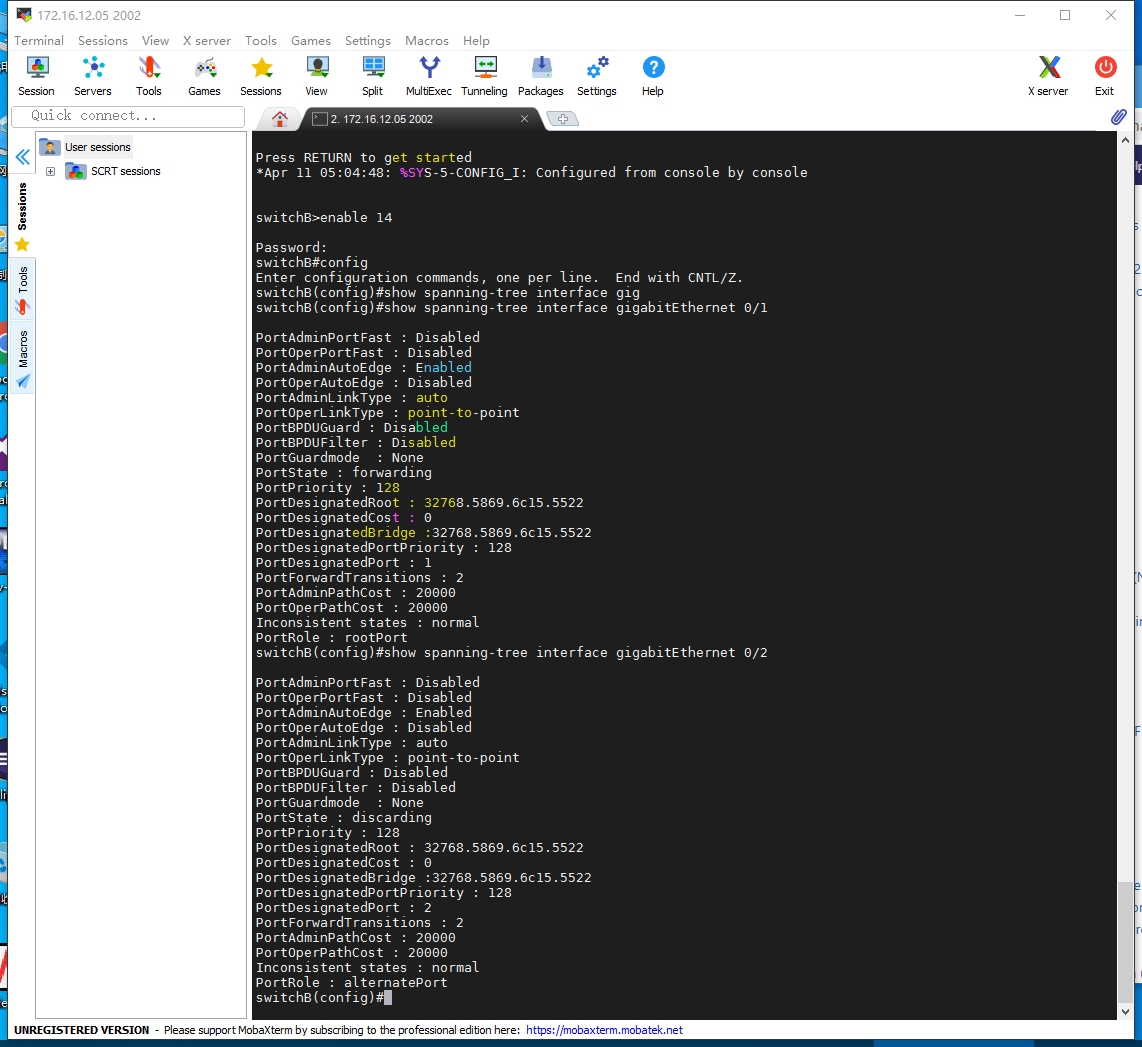 172.16.12.05 2002
Terminal Sessions View X server Tools Games Settings Macros Help
Session Servers Tools Games Sessions View Split MultiExec Tunneling Packages Settings Help X server Exit
Quick connect...
2. 172.16.12.05 2002
User sessions
SCRT sessions
Sessions
Tools
Macros
Press RETURN to get started
*Apr 11 05:04:48: %SYS-5-CONFIG_I: Configured from console by console
switchB>enable 14
Password:
switchB#config
Enter configuration commands, one per line.  End with CNTL/Z.
switchB(config)#show spanning-tree interface gig
switchB(config)#show spanning-tree interface gigabitEthernet 0/1
PortAdminPortFast : Disabled
PortOperPortFast : Disabled
PortAdminAutoEdge : Enabled
PortOperAutoEdge : Disabled
PortAdminLinkType : auto
PortOperLinkType : point-to-point
PortBPDUGuard : Disabled
PortBPDUFilter : Disabled
PortGuardmode  : None
PortState : forwarding
PortPriority : 128
PortDesignatedRoot : 32768.5869.6c15.5522
PortDesignatedCost : 0
PortDesignatedBridge :32768.5869.6c15.5522
PortDesignatedPortPriority : 128
PortDesignatedPort : 1
PortForwardTransitions : 2
PortAdminPathCost : 20000
PortOperPathCost : 20000
Inconsistent states : normal
PortRole : rootPort
switchB(config)#show spanning-tree interface gigabitEthernet 0/2
PortAdminPortFast : Disabled
PortOperPortFast : Disabled
PortAdminAutoEdge : Enabled
PortOperAutoEdge : Disabled
PortAdminLinkType : auto
PortOperLinkType : point-to-point
PortBPDUGuard : Disabled
PortBPDUFilter : Disabled
PortGuardmode  : None
PortState : discarding
PortPriority : 128
PortDesignatedRoot : 32768.5869.6c15.5522
PortDesignatedCost : 0
PortDesignatedBridge :32768.5869.6c15.5522
PortDesignatedPortPriority : 128
PortDesignatedPort : 2
PortForwardTransitions : 2
PortAdminPathCost : 20000
PortOperPathCost : 20000
Inconsistent states : normal
PortRole : alternatePort
switchB(config)#
UNREGISTERED VERSION - Please support MobaXterm by subscribing to the professional edition here: https://mobaxterm.mobatek.net